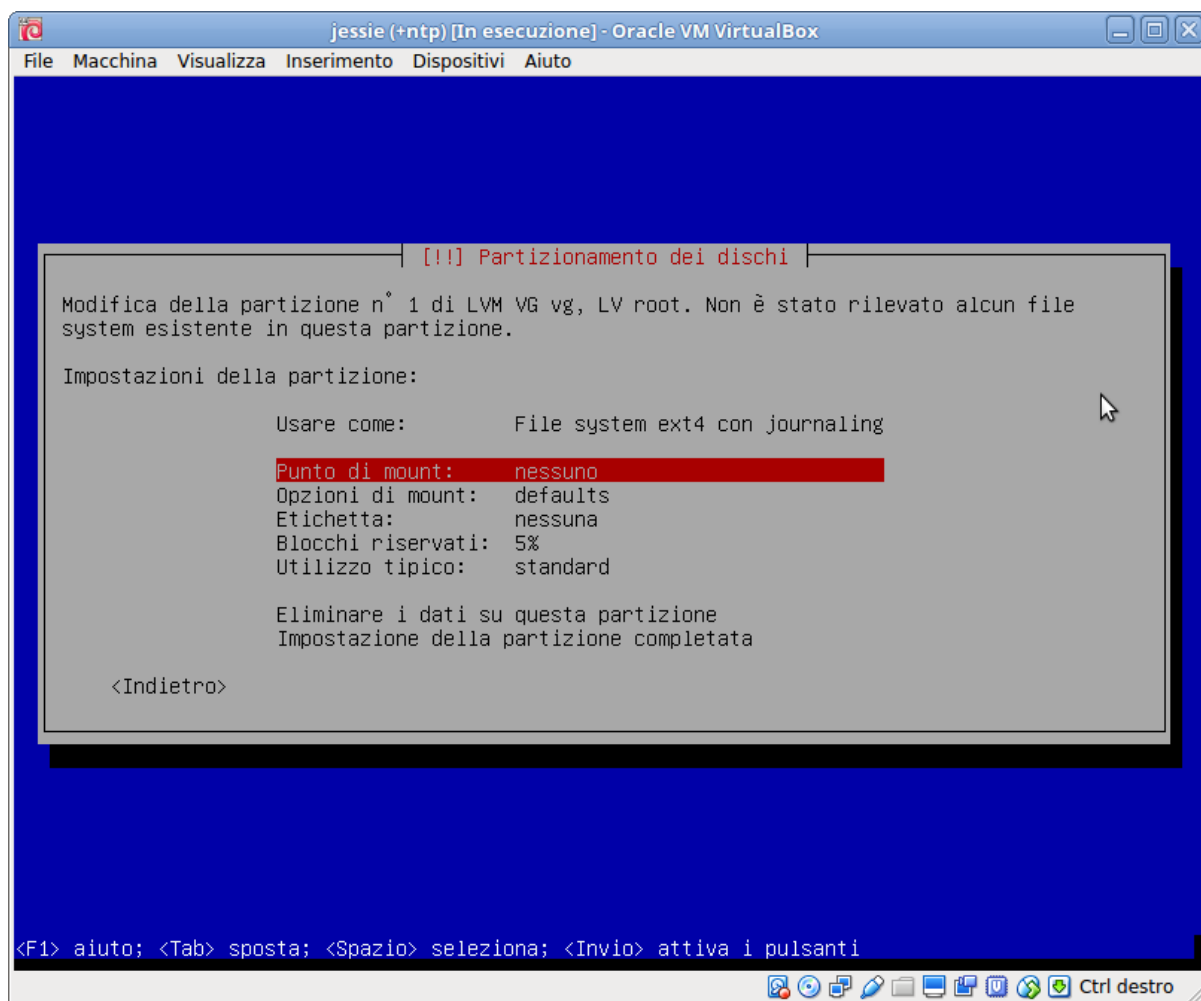 jessie (+ntp) [In esecuzione] - Oracle VM VirtualBox
File Macchina Visualizza Inserimento Dispositivi Aiuto
[!!] Partizionamento dei dischi
Modifica della partizione n° 1 di LVM VG vg, LV root. Non è stato rilevato alcun file
system esistente in questa partizione.
Impostazioni della partizione:
Usare come: File system ext4 con journaling
Punto di mount: nessuno
Opzioni di mount: defaults
Etichetta: nessuna
Blocchi riservati: 5%
Utilizzo tipico: standard
Eliminare i dati su questa partizione
Impostazione della partizione completata
<Indietro>
<F1> aiuto; <Tab> sposta; <Spazio> seleziona; <Invio> attiva i pulsanti
Ctrl destro